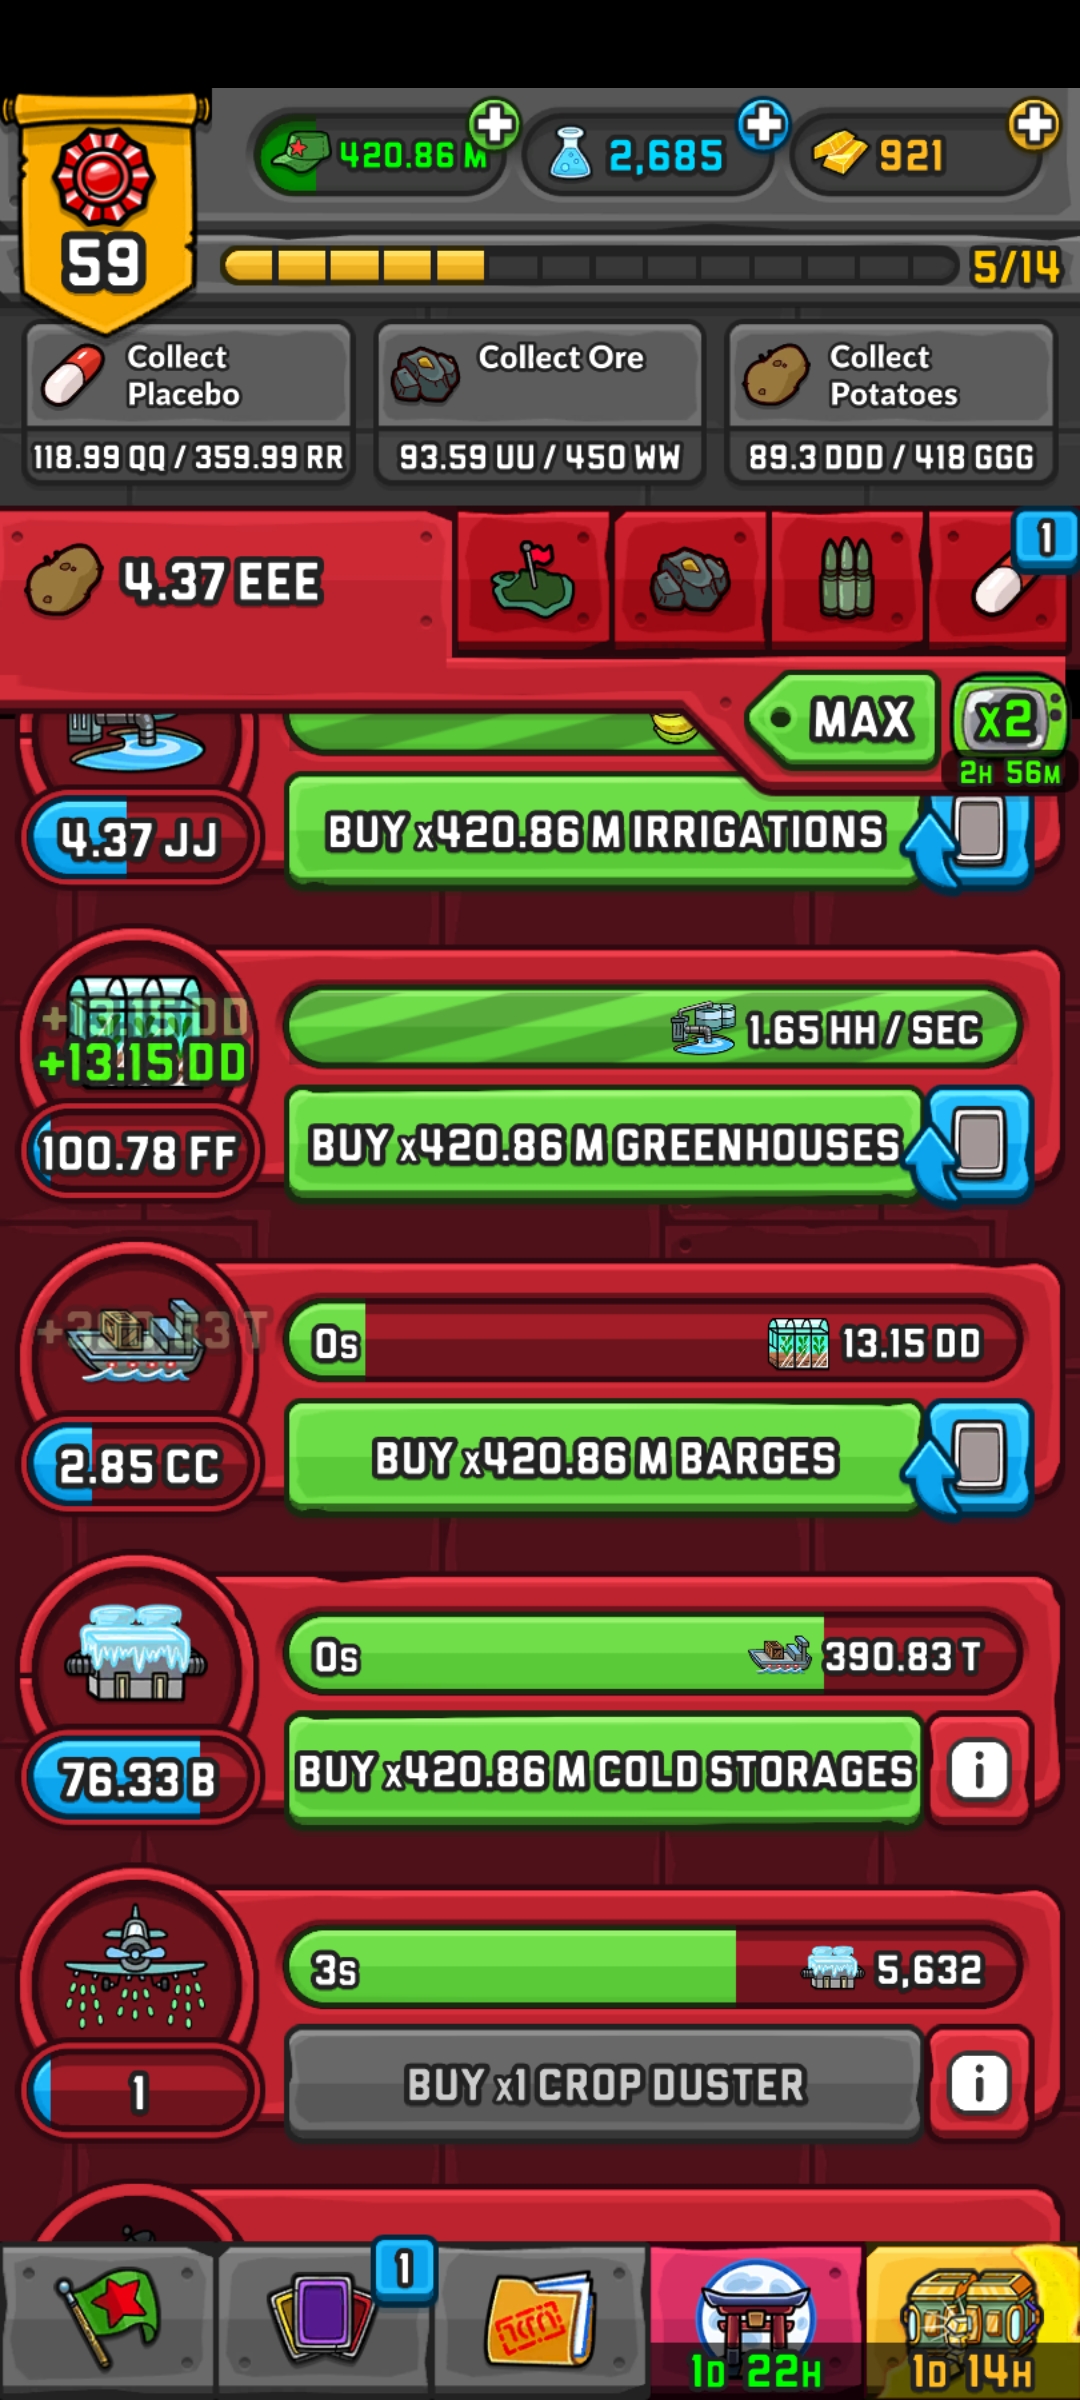 420.86 M
2,685
921
59
5/14
Collect
Placebo
118.99 QQ / 359.99 RR
Collect Ore
93.59 UU / 450 WW
Collect
Potatoes
89.3 DDD / 418 GGG
4.37 EEE
1
MAX
x2
2H 56M
4.37 JJ
BUY x420.86 M IRRIGATIONS
+13.15 DD
+13.15 DD
1.65 HH / SEC
100.78 FF
BUY x420.86 M GREENHOUSES
0s
13.15 DD
2.85 CC
BUY x420.86 M BARGES
0s
390.83 T
76.33 B
BUY x420.86 M COLD STORAGES
i
3s
5,632
1
BUY x1 CROP DUSTER
i
1
1D 22H
1D 14H